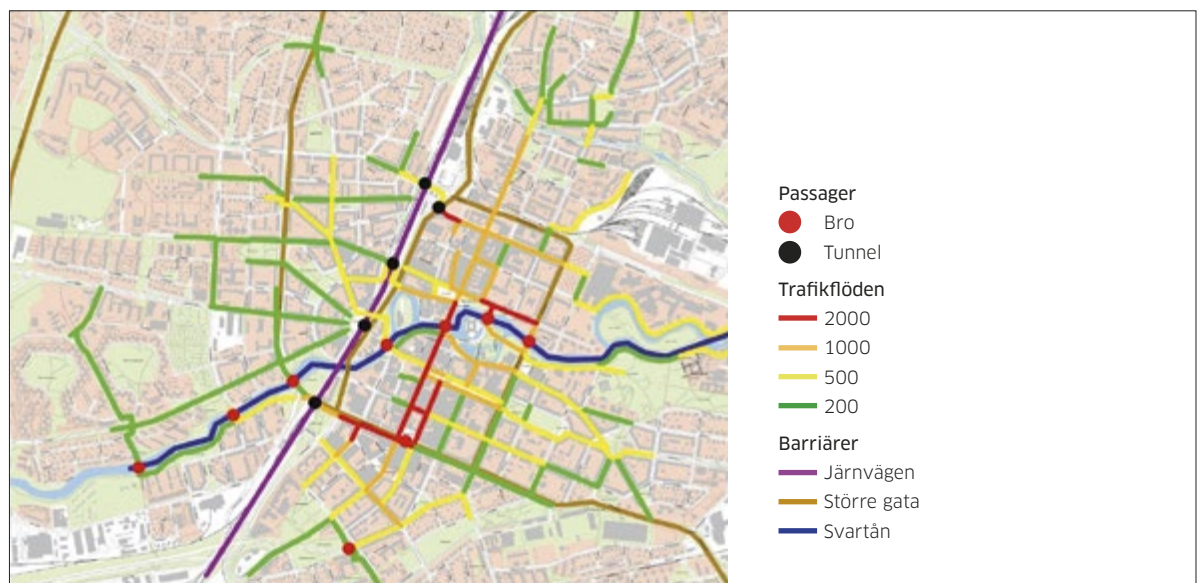 Passager
Bro
Tunnel
Trafikflöden
2000
1000
500
200
Barriärer
Järnvägen
Större gata
Svartån